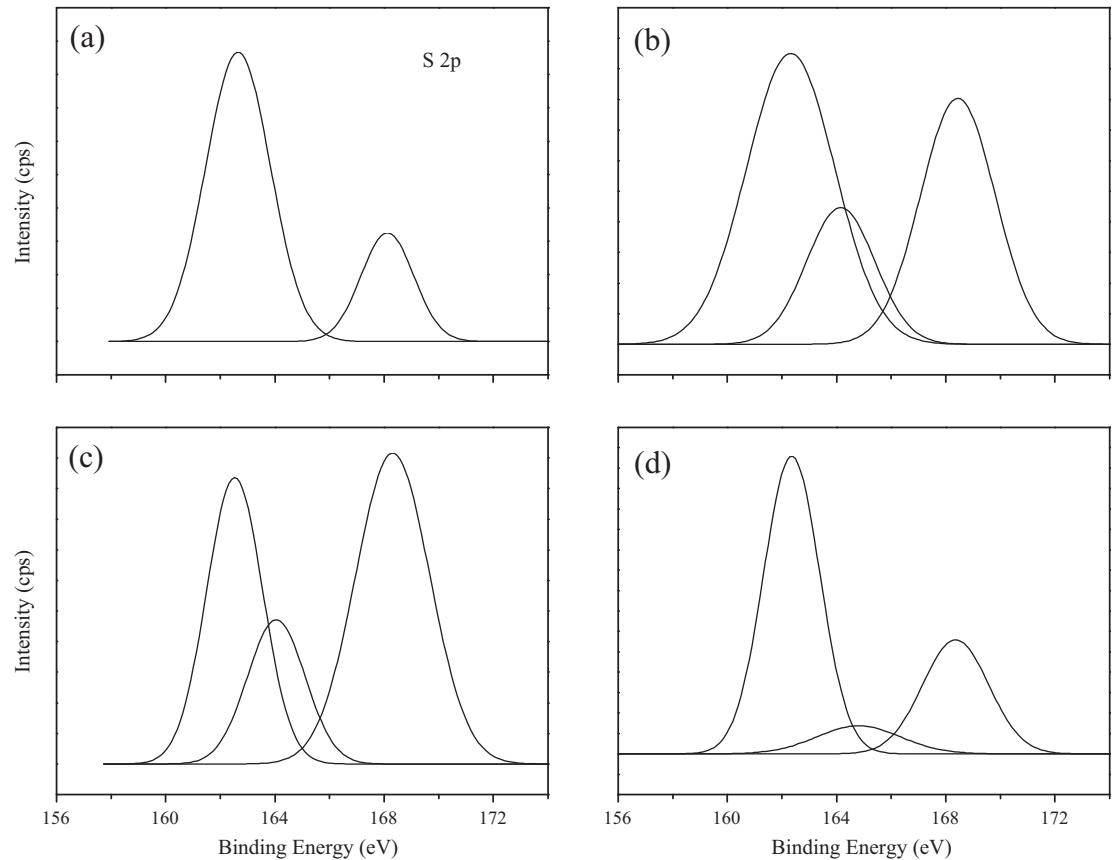 (a)
S 2p
(b)
Intensity (cps)
(c)
(d)
Intensity (cps)
156 160 164 168 172
156 160 164 168 172
Binding Energy (eV)
Binding Energy (eV)